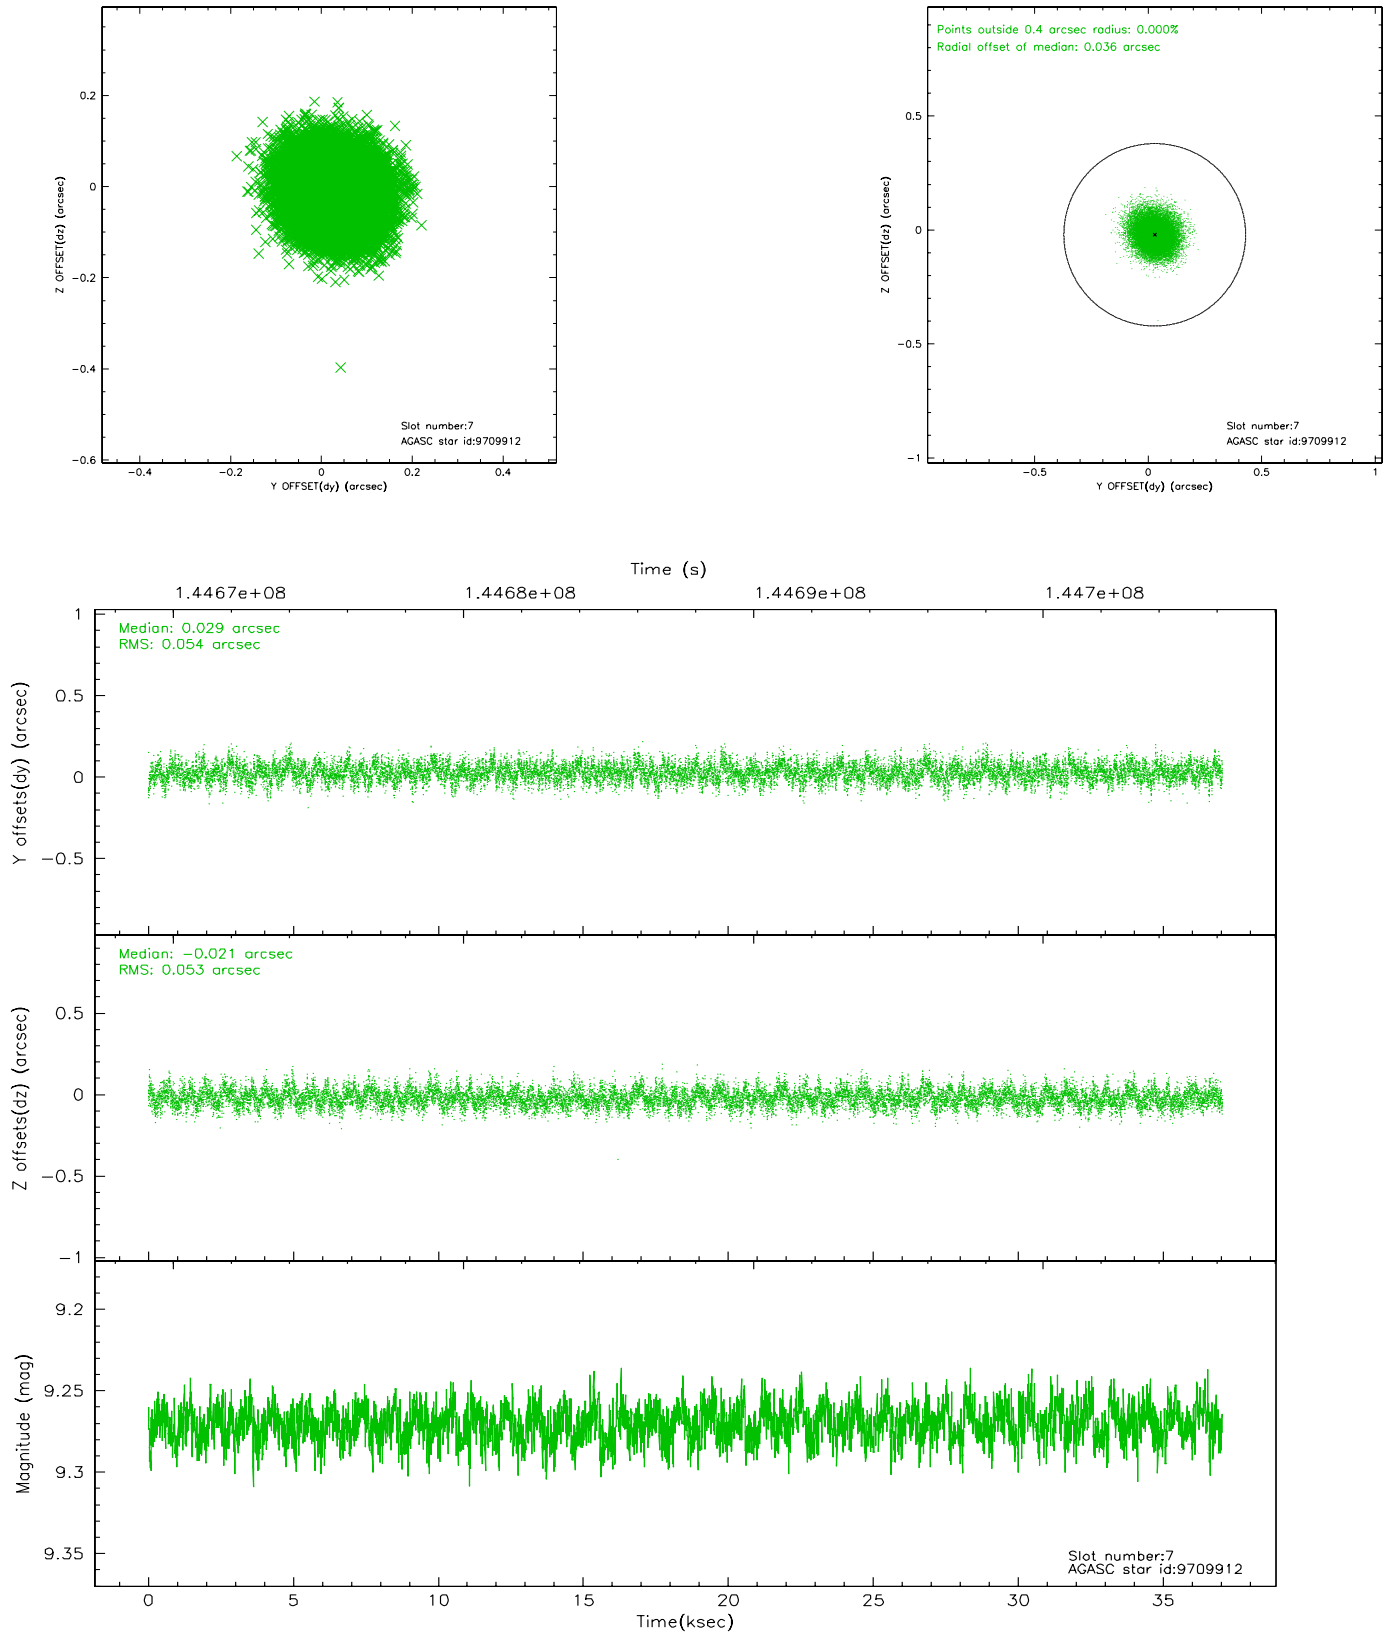 0.2
0
−0.2
−0.4
−0.6
Z OFFSET(dz) (arcsec)
Slot number:7
AGASC star id:9709912
−0.4
−0.2
0
0.2
0.4
Y OFFSET(dy) (arcsec)
Points outside 0.4 arcsec radius: 0.000%
Radial offset of median: 0.036 arcsec
0.5
0
−0.5
−1
Z OFFSET(dz) (arcsec)
Slot number:7
AGASC star id:9709912
−0.5
0
0.5
1
Y OFFSET(dy) (arcsec)
Time (s)
1.4467e+08
1.4468e+08
1.4469e+08
1.447e+08
1
0.5
0
−0.5
Y offsets(dy) (arcsec)
Median: 0.029 arcsec
RMS: 0.054 arcsec
0.5
0
−0.5
−1
Z offsets(dz) (arcsec)
Median: −0.021 arcsec
RMS: 0.053 arcsec
9.2
9.25
9.3
9.35
Magnitude (mag)
Slot number:7
AGASC star id:9709912
0
5
10
15
20
25
30
35
Time(ksec)